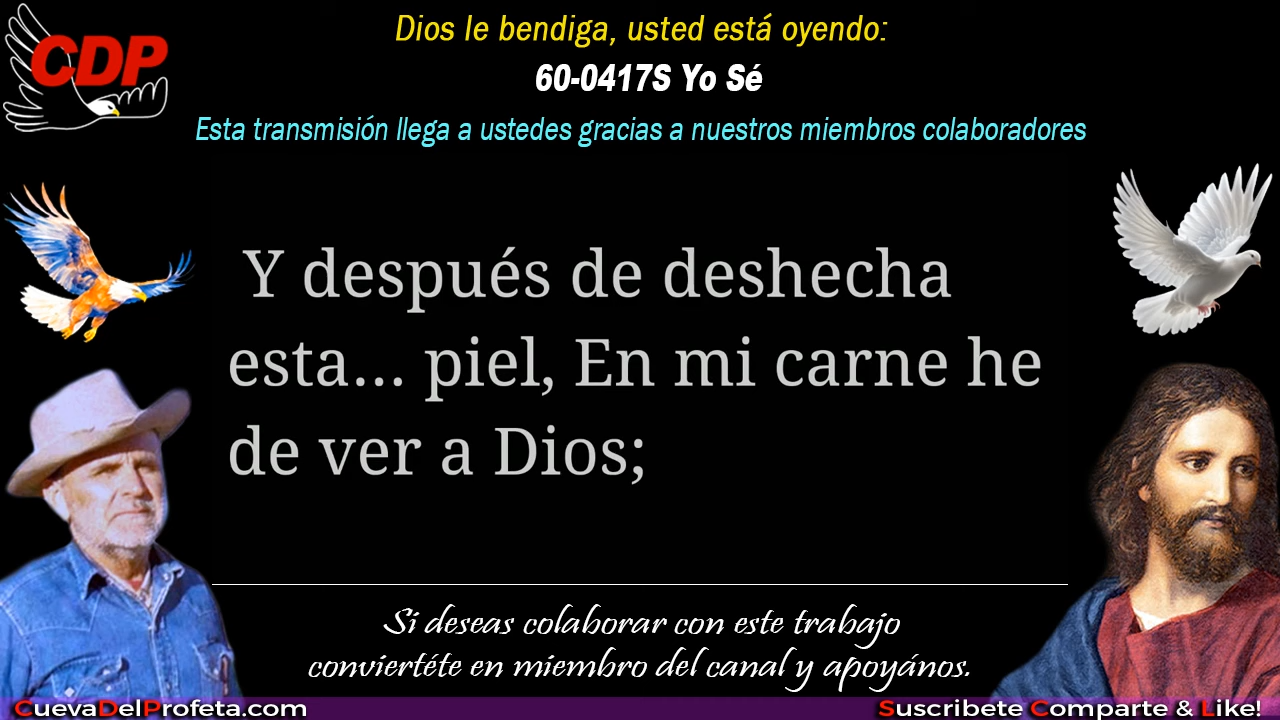 CDP
Dios le bendiga, usted está oyendo:
60-0417S Yo Sé
Esta transmisión llega a ustedes gracias a nuestros miembros colaboradores
Y después de deshecha
esta... piel, En mi carne he
de ver a Dios;
Si deseas colaborar con este trabajo
conviertéte en miembro del canal y apoyános.
CuevaDelProfeta.com
Suscribete Comparte & Like!